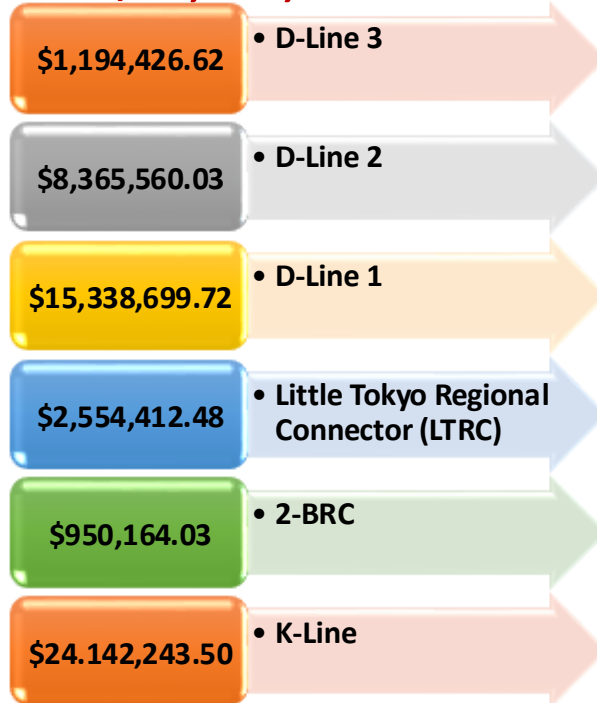 $1,194,426.62
• D-Line 3
$8,365,560.03
• D-Line 2
$15,338,699.72
• D-Line 1
$2,554,412.48
• Little Tokyo Regional
Connector (LTRC)
$950,164.03
• 2-BRC
$24.142,243.50
• K-Line